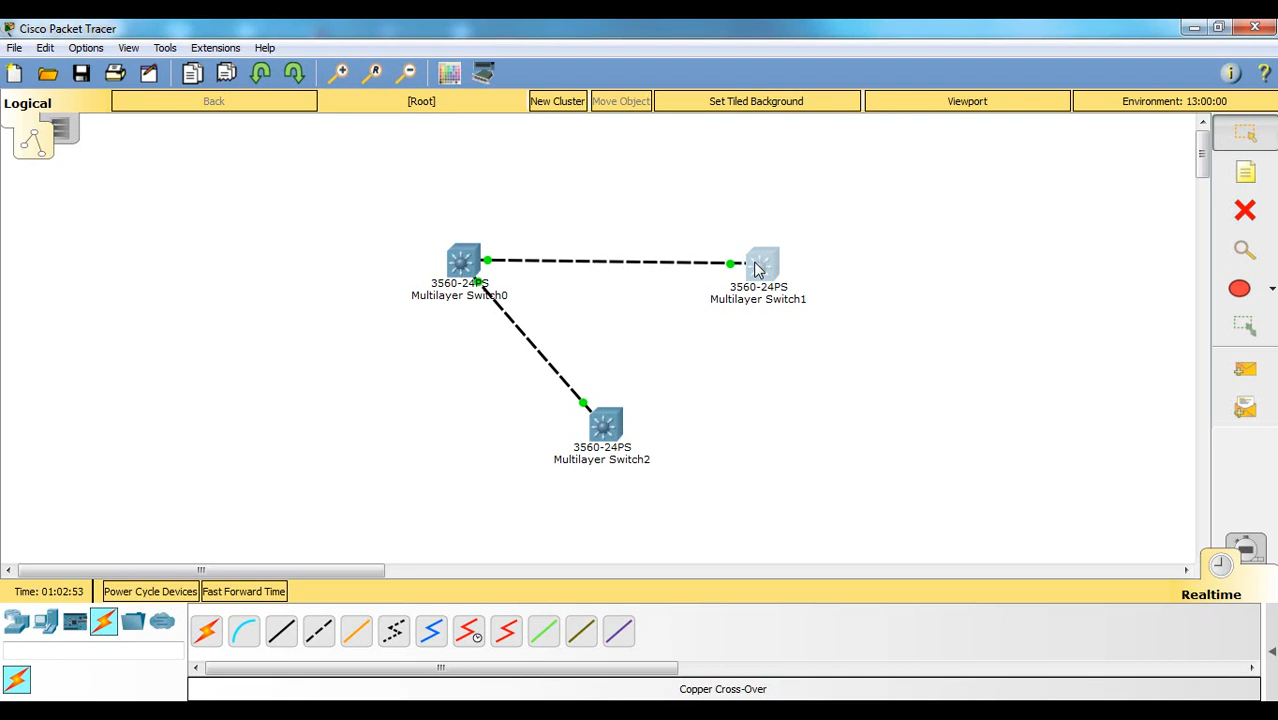 Cisco Packet Tracer
File Edit Options View Tools Extensions Help
Logical Back [Root] New Cluster Move Object Set Tiled Background Viewport Environment: 13:00:00
3560-24PS
Multilayer Switch0
3560-24PS
Multilayer Switch1
3560-24PS
Multilayer Switch2
Time: 01:02:53 Power Cycle Devices Fast Forward Time
Realtime
Copper Cross-Over